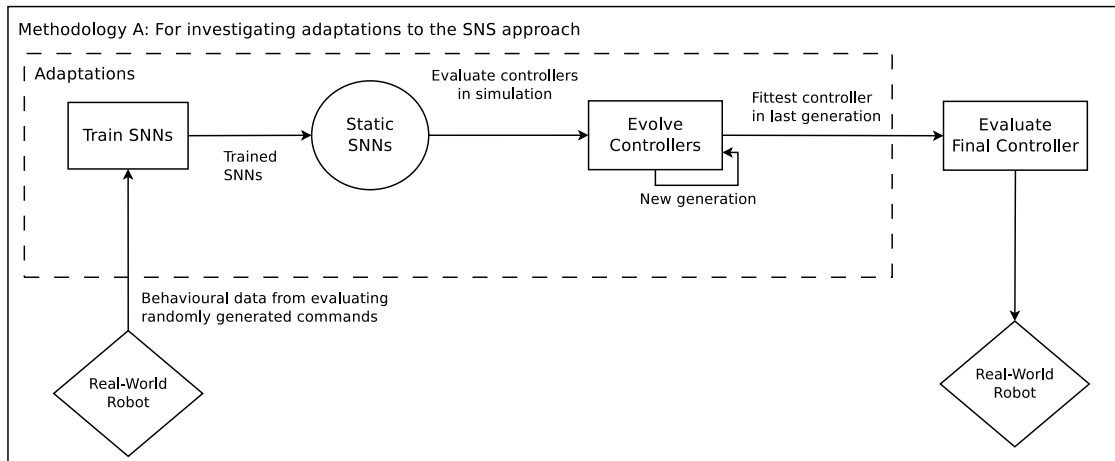 Methodology A: For investigating adaptations to the SNS approach
Adaptations
Train SNNs
Trained
SNNs
Static
SNNs
Evaluate controllers
in simulation
Evolve
Controllers
New generation
Fittest controller
in last generation
Evaluate
Final Controller
Behavioural data from evaluating
randomly generated commands
Real-World
Robot
Real-World
Robot